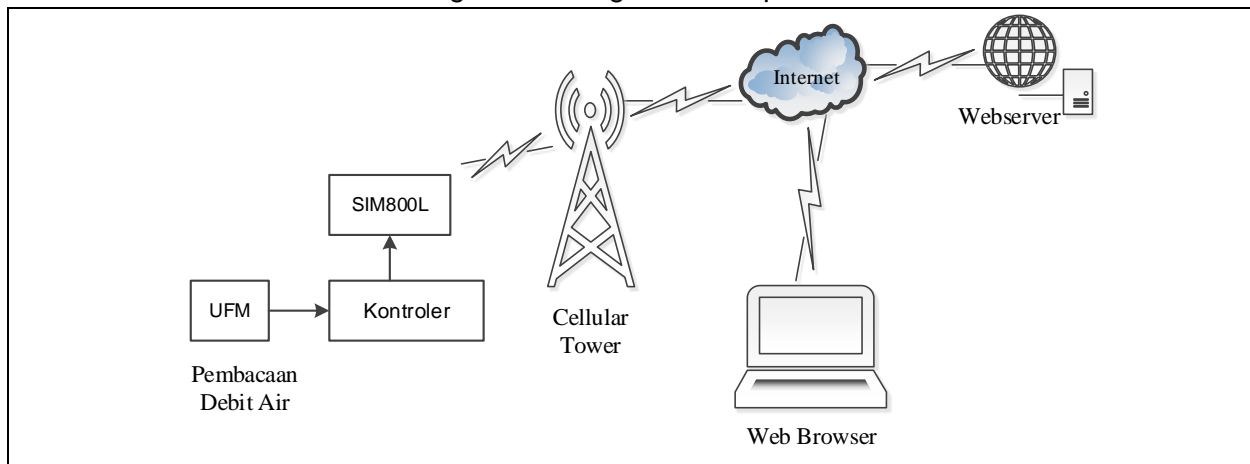 Internet
Webserver
SIM800L
UFM
Kontroler
Pembacaan
Debit Air
Cellular
Tower
Web Browser